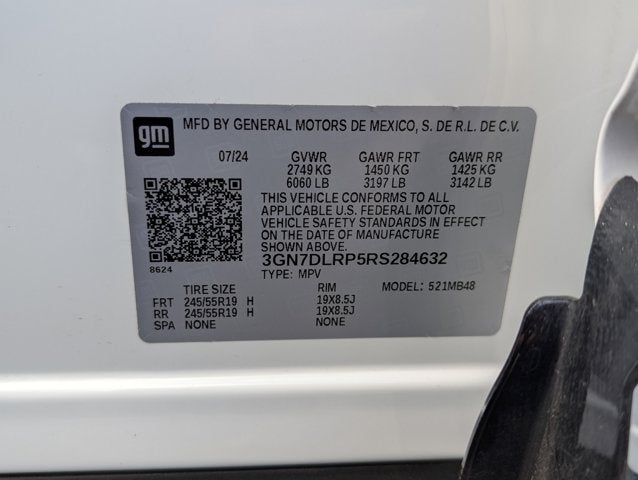 gm MFD BY GENERAL MOTORS DE MEXICO, S. DE R.L. DE C.V.
07/24 GVWR GAWR FRT GAWR RR
2749 KG 1450 KG 1425 KG
6060 LB 3197 LB 3142 LB
THIS VEHICLE CONFORMS TO ALL
APPLICABLE U.S. FEDERAL MOTOR
VEHICLE SAFETY STANDARDS IN EFFECT
ON THE DATE OF MANUFACTURE
SHOWN ABOVE.
3GN7DLRP5RS284632
8624
TYPE: MPV MODEL: 521MB48
TIRE SIZE RIM
FRT 245/55R19 H 19X8.5J
RR 245/55R19 H 19X8.5J
SPA NONE NONE